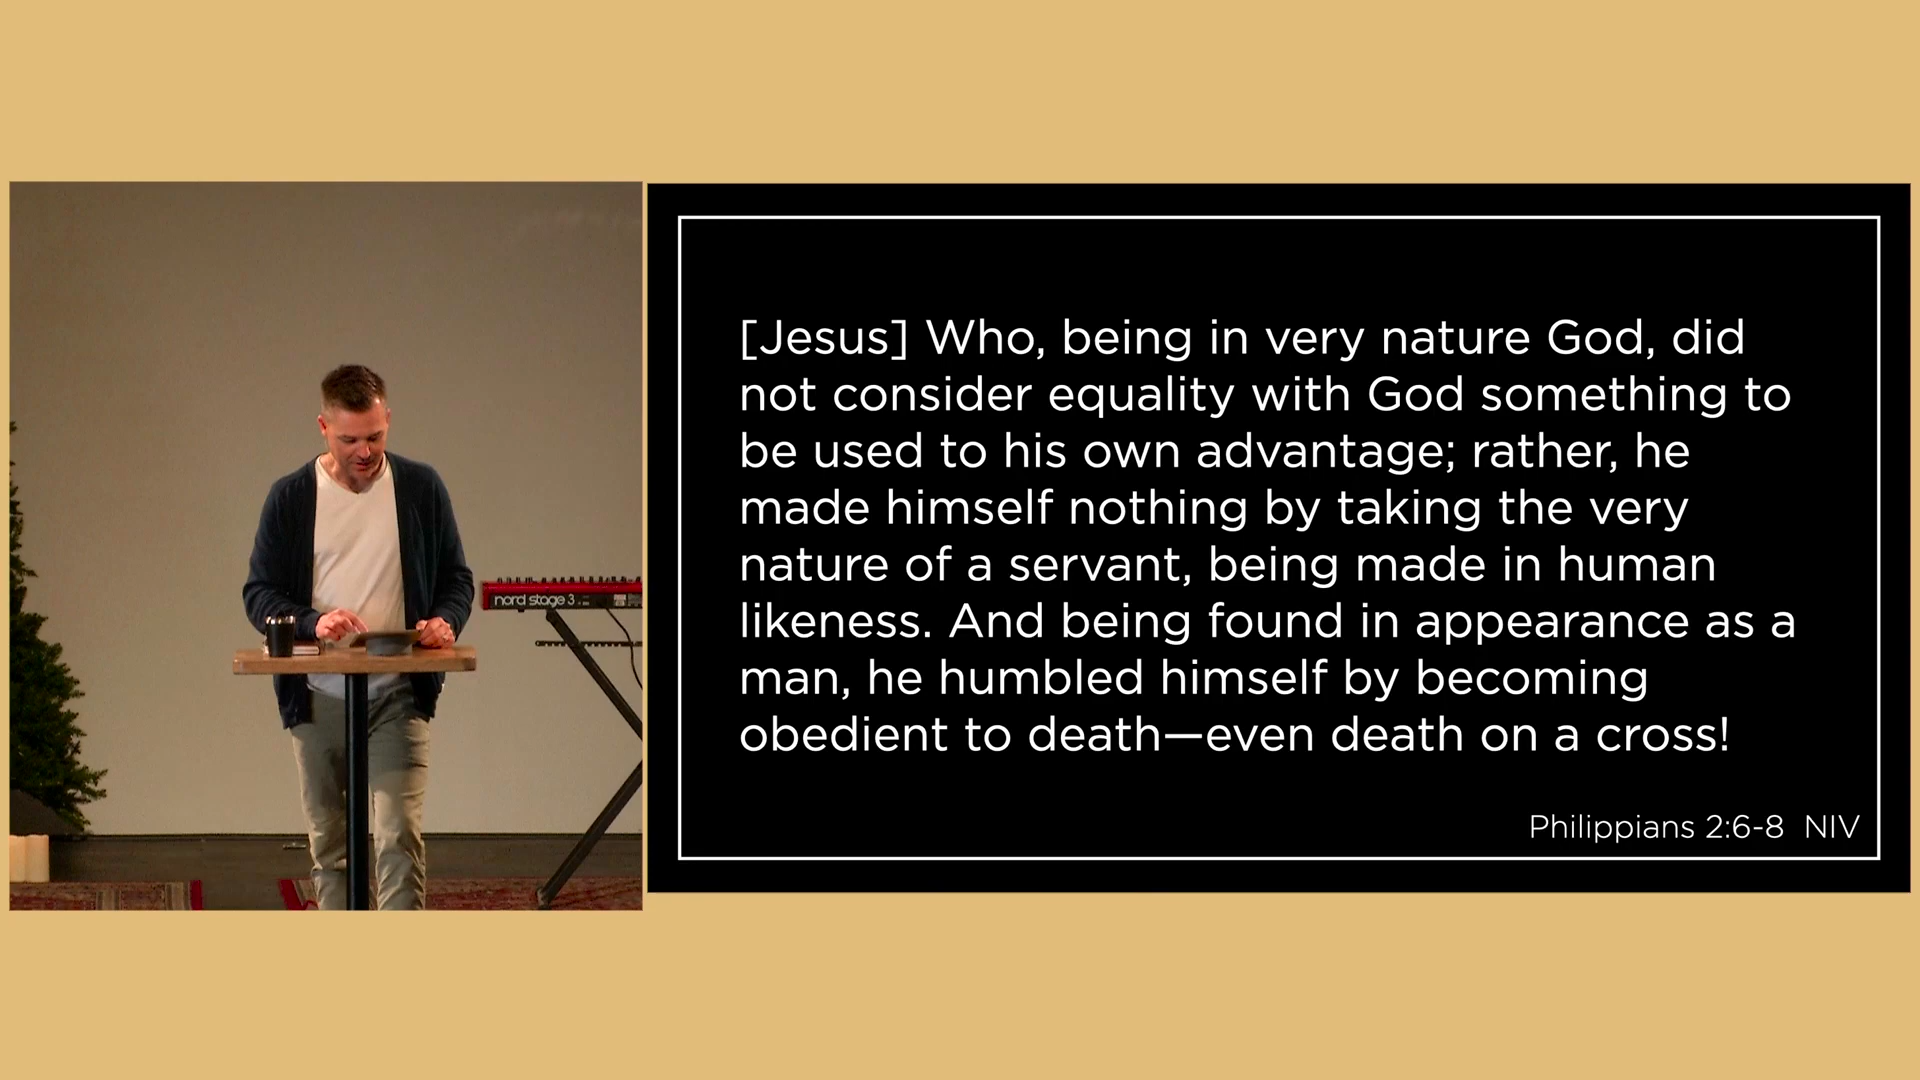 nord stage 3
[Jesus] Who, being in very nature God, did
not consider equality with God something to
be used to his own advantage; rather, he
made himself nothing by taking the very
nature of a servant, being made in human
likeness. And being found in appearance as a
man, he humbled himself by becoming
obedient to death—even death on a cross!
Philippians 2:6-8 NIV